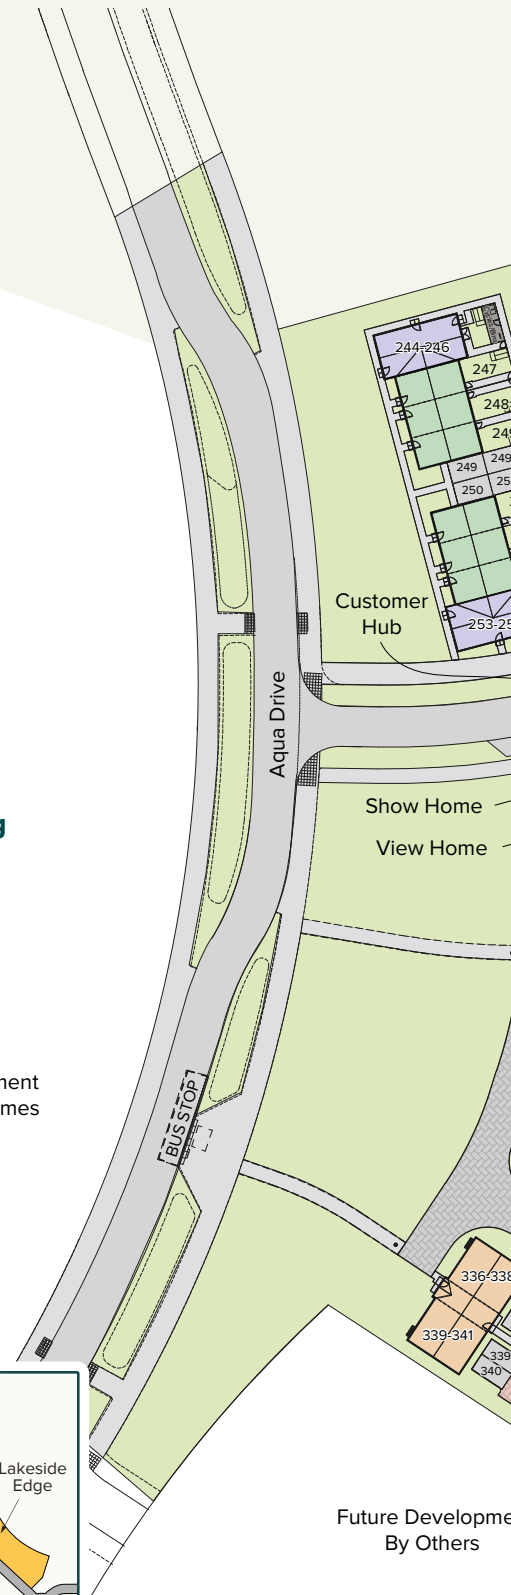 244-246
247
248
249
249
250
253-25
Customer
Hub
Aqua Drive
Show Home
View Home
g
ment
mes
BUS STOP
336-338
339-341
339
340
Lakeside
Edge
Future Developme
By Others